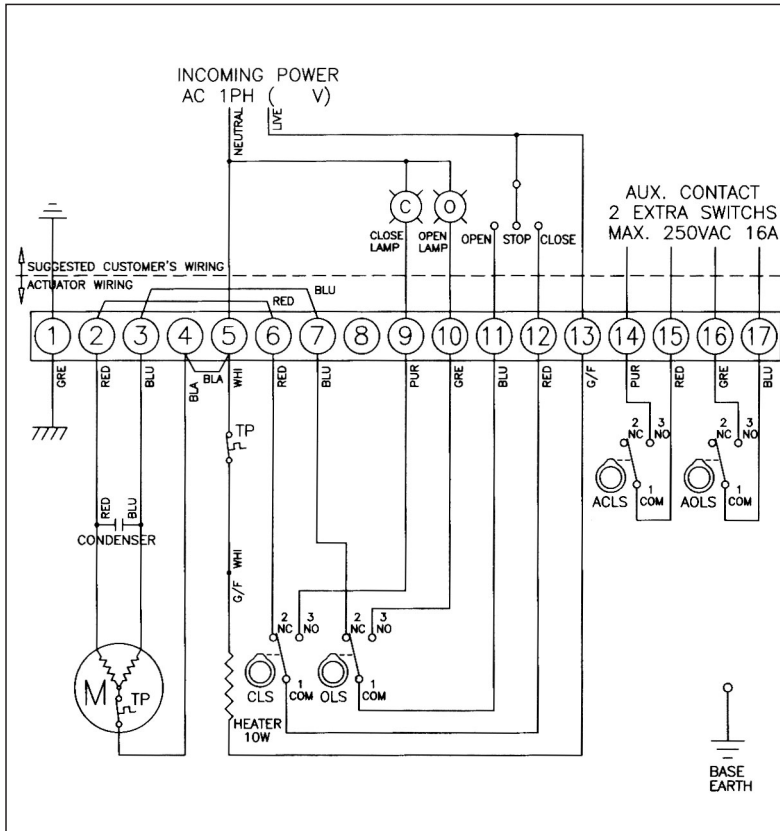 INCOMING POWER
AC 1PH ( V)
NEUTRAL
LIVE
C
O
CLOSE
LAMP
OPEN
LAMP
OPEN
STOP
CLOSE
AUX. CONTACT
2 EXTRA SWITCHS
MAX. 250VAC 16A
SUGGESTED CUSTOMER'S WIRING
ACTUATOR WIRING
BLU
RED
1 2 3 4 5 6 7 8 9 10 11 12 13 14 15 16 17
BLA
GRE RED BLU BLA WHI RED BLU PUR GRE BLU RED G/F PUR RED GRE BLU
TP
2 NC
3 NO
ACLS
1 COM
2 NC
3 NO
AOLS
1 COM
RED
BLU
CONDENSER
WHI
G/F
2 NC
3 NO
CLS
1 COM
2 NC
3 NO
OLS
1 COM
M
TP
HEATER
10W
BASE
EARTH